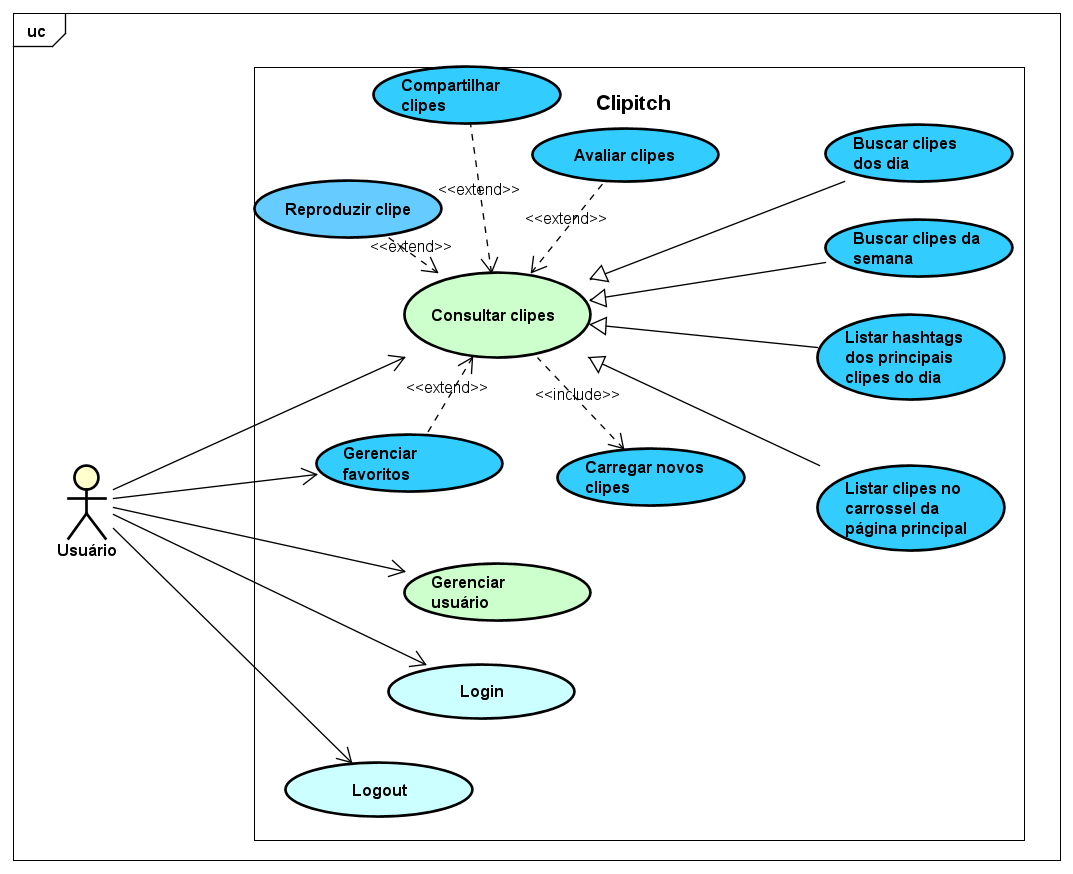 uc
Compartilhar
clipes
Clipitch
Avaliar clipes
Buscar clipes
dos dia
<<extend>>
Reproduzir clipe
<<extend>>
<<extend>>
Buscar clipes da
semana
Consultar clipes
Listar hashtags
dos principais
clipes do dia
<<extend>>
<<include>>
Gerenciar
favoritos
Carregar novos
clipes
Listar clipes no
carrossel da
página principal
Usuário
Gerenciar
usuário
Login
Logout